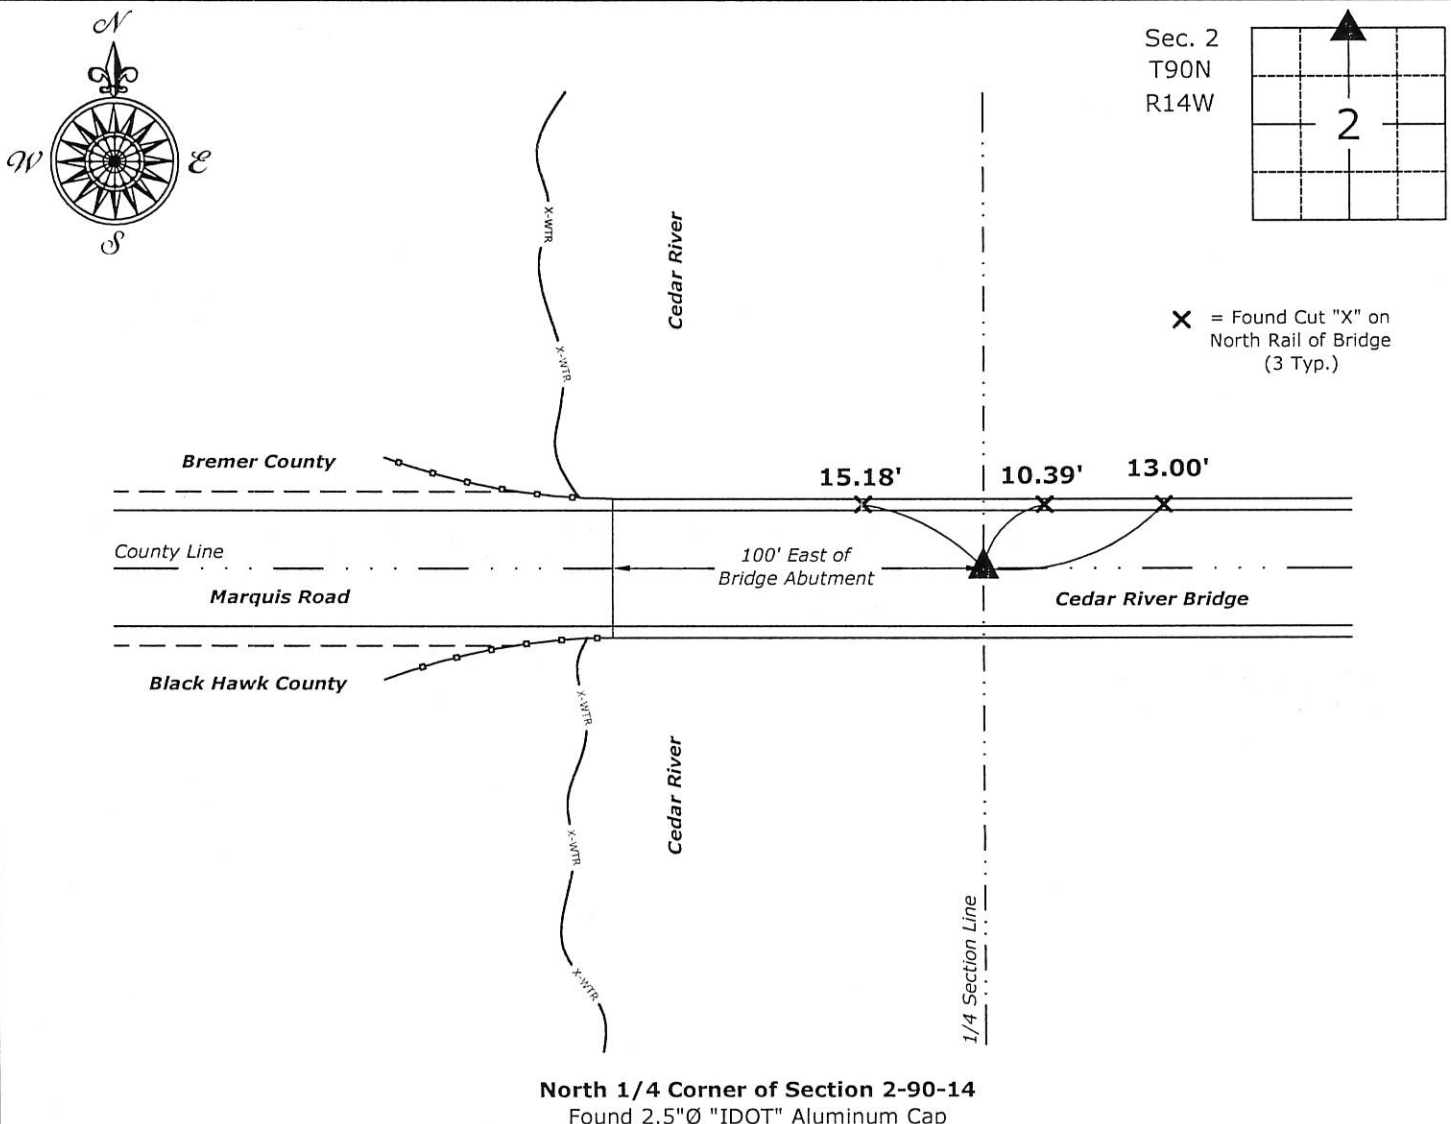 N
W
E
S
Sec. 2
T90N
R14W
2
Cedar River
X-WTR
X-WTR
= Found Cut "X" on
North Rail of Bridge
(3 Typ.)
Bremer County
15.18'
10.39'
13.00'
County Line
100' East of
Bridge Abutment
Marquis Road
Cedar River Bridge
Black Hawk County
X-WTR
Cedar River
X-WTR
X-WTR
1/4 Section Line
North 1/4 Corner of Section 2-90-14
Found 2.5"Ø "IDOT" Aluminum Cap